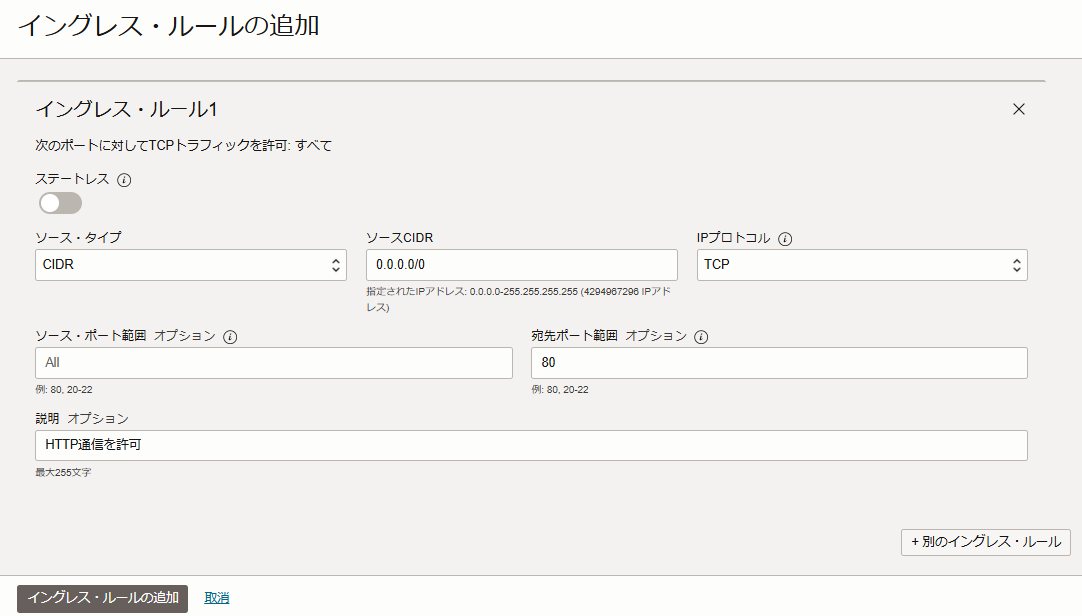 イングレス・ルールの追加
イングレス・ルール1
次のポートに対してTCPトラフィックを許可: すべて
ステートレス
ソース・タイプ
CIDR
ソースCIDR
0.0.0.0/0
指定されたIPアドレス: 0.0.0.0-255.255.255.255 (4294967296 IPアド
レス)
IPプロトコル
TCP
ソース・ポート範囲 オプション
All
例: 80, 20-22
宛先ポート範囲 オプション
80
例: 80, 20-22
説明 オプション
HTTP通信を許可
最大255文字
+ 別のイングレス・ルール
イングレス・ルールの追加 取消